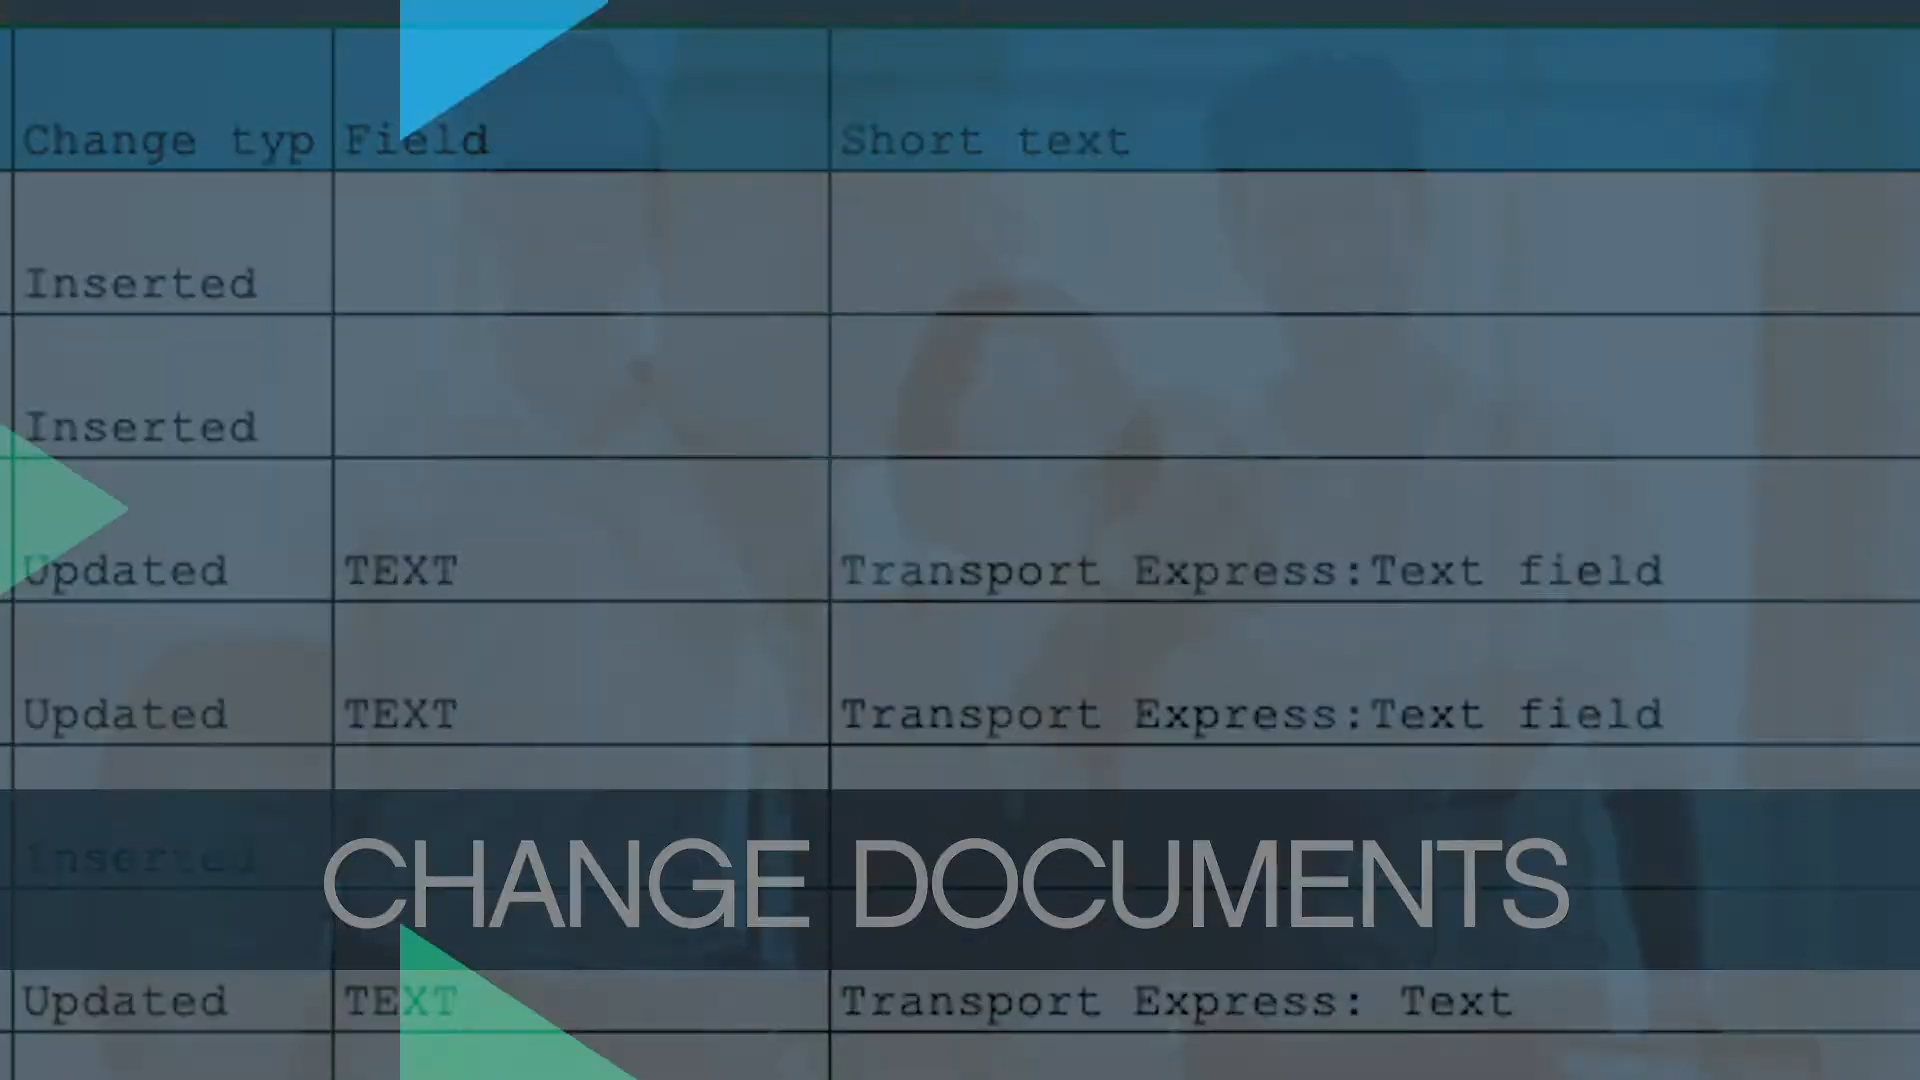 Change typ Field Short text
Inserted
Inserted
Updated TEXT Transport Express:Text field
Updated TEXT Transport Express:Text field
Inserted
CHANGE DOCUMENTS
Updated TEXT Transport Express: Text